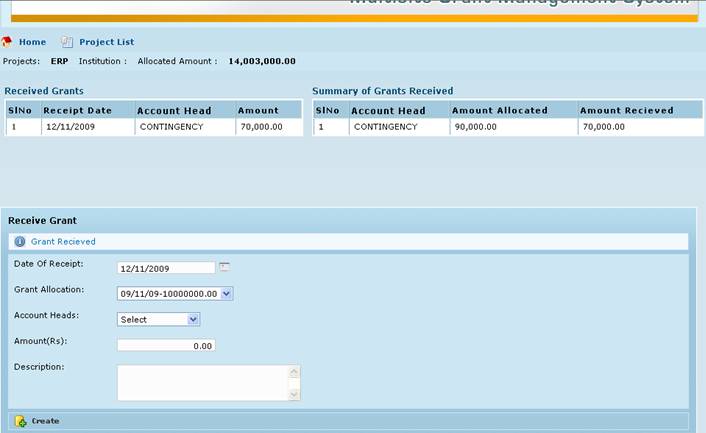 Multisite Grant Management System
Home Project List
Projects: ERP Institution : Allocated Amount : 14,003,000.00
Received Grants
SlNo Receipt Date Account Head Amount
1 12/11/2009 CONTINGENCY 70,000.00
Summary of Grants Received
SlNo Account Head Amount Allocated Amount Recieved
1 CONTINGENCY 90,000.00 70,000.00
Receive Grant
Grant Recieved
Date Of Receipt: 12/11/2009
Grant Allocation: 09/11/09-10000000.00
Account Heads: Select
Amount(Rs): 0.00
Description:
Create